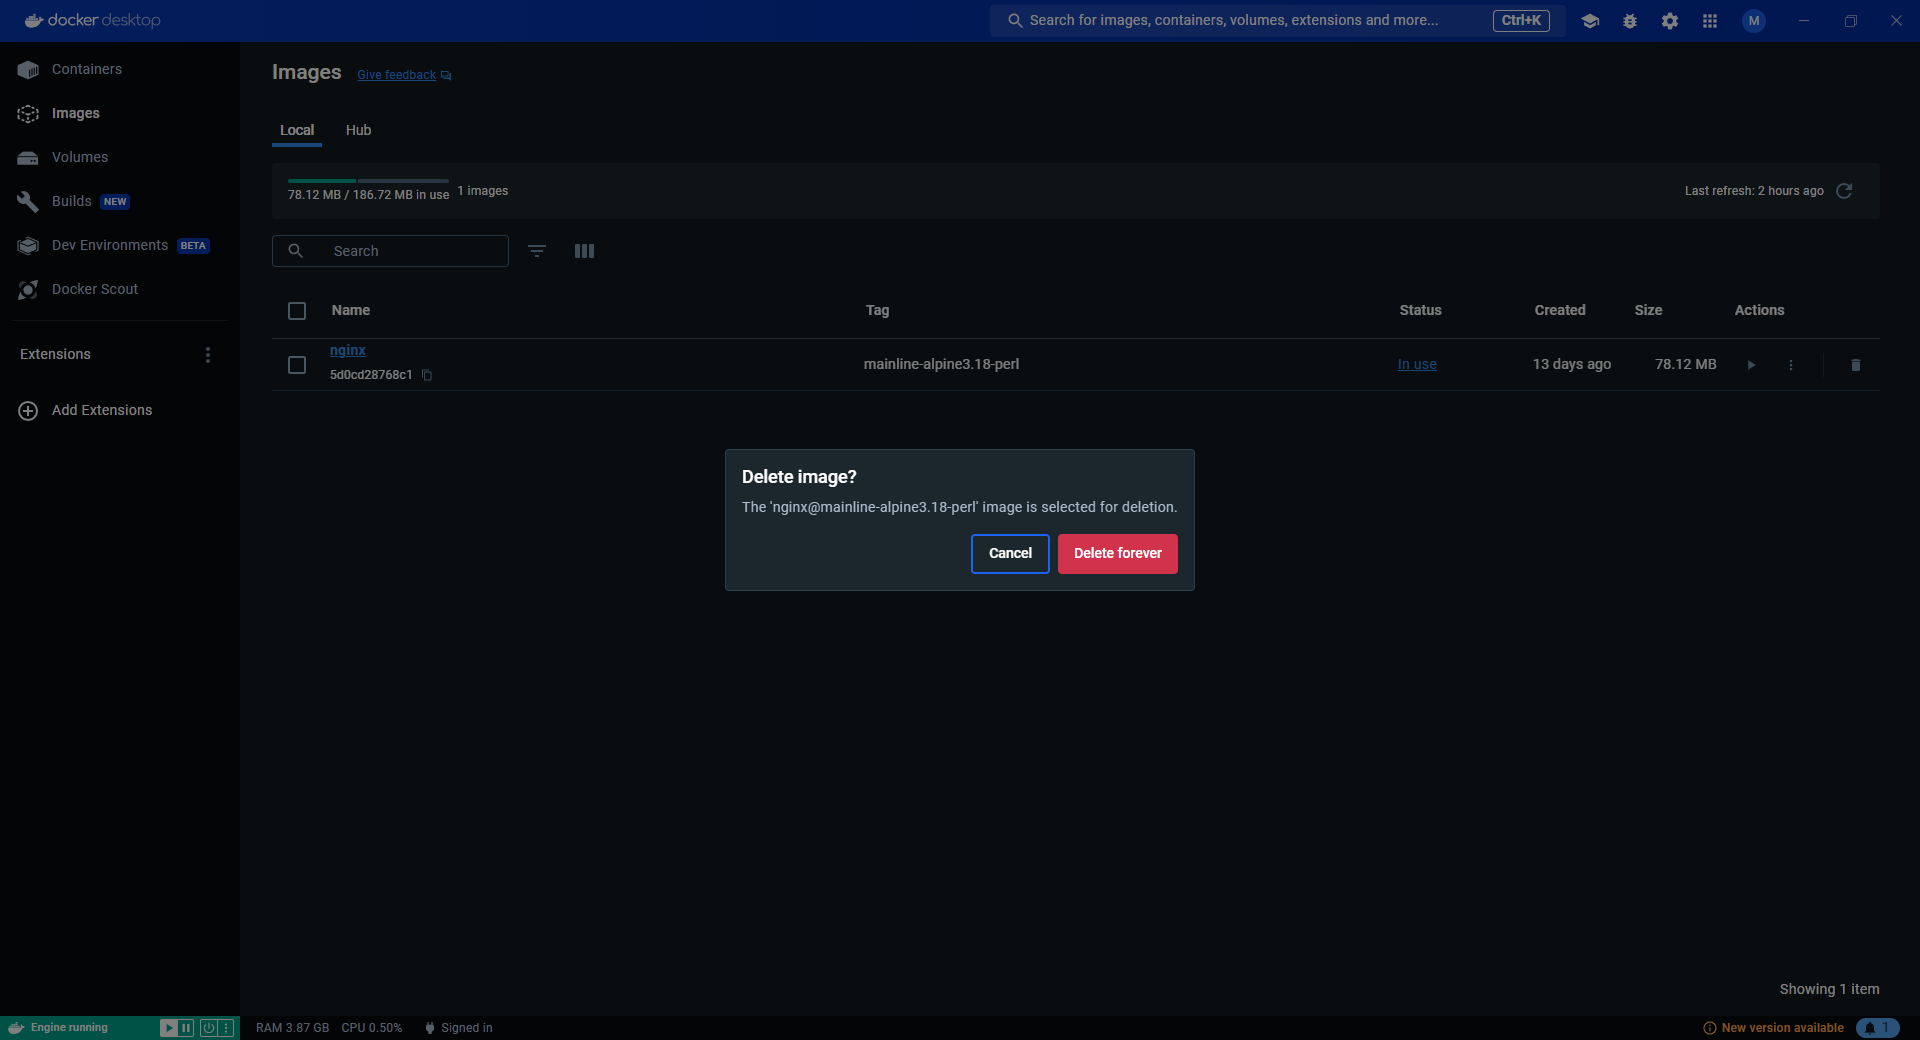 docker desktop
Search for images, containers, volumes, extensions and more...
Ctrl+K
M
Containers
Images
Volumes
Builds NEW
Dev Environments BETA
Docker Scout
Extensions
Add Extensions
Images Give feedback
Local Hub
78.12 MB / 186.72 MB in use 1 images
Last refresh: 2 hours ago
Search
Name Tag Status Created Size Actions
nginx
5d0cd28768c1
mainline-alpine3.18-perl In use 13 days ago 78.12 MB
Delete image?
The 'nginx@mainline-alpine3.18-perl' image is selected for deletion.
Cancel Delete forever
Showing 1 item
Engine running
RAM 3.87 GB CPU 0.50% Signed in
New version available 1